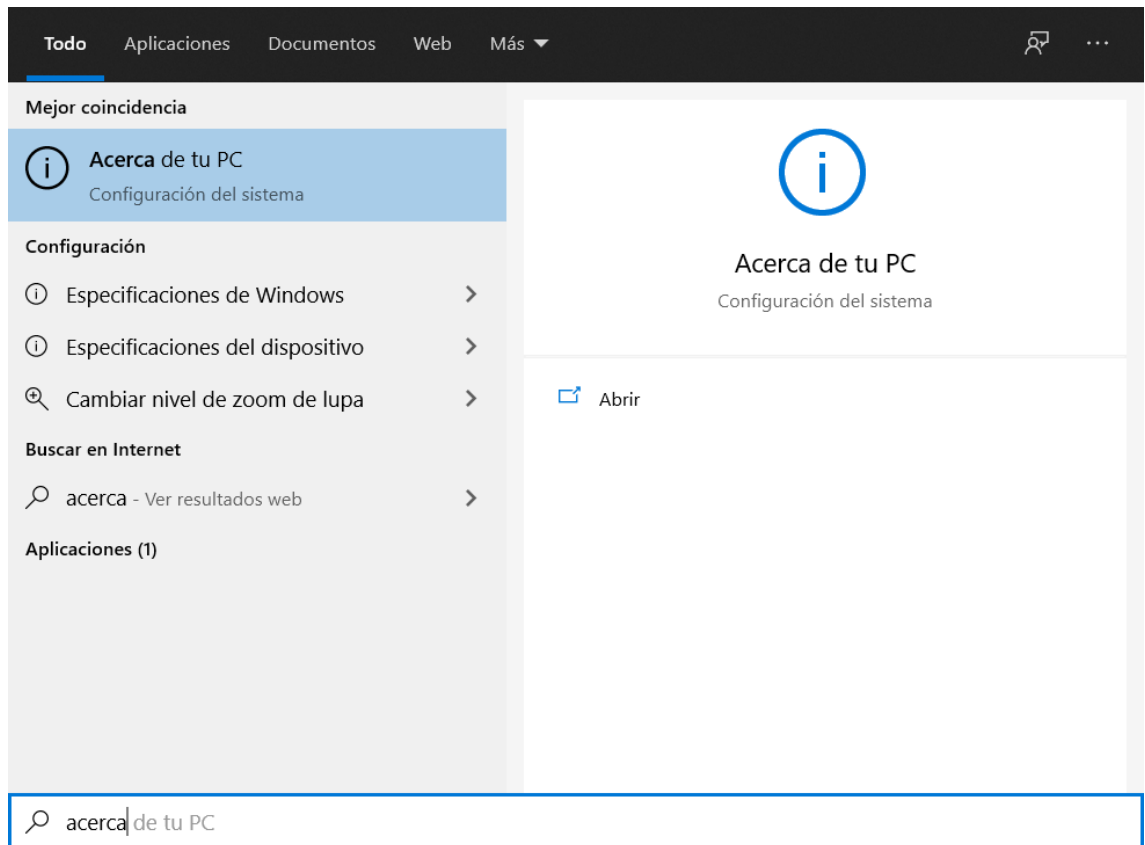 Todo Aplicaciones Documentos Web Más
Mejor coincidencia
Acerca de tu PC
Configuración del sistema
Configuración
Especificaciones de Windows
Especificaciones del dispositivo
Cambiar nivel de zoom de lupa
Buscar en Internet
acerca - Ver resultados web
Aplicaciones (1)
Acerca de tu PC
Configuración del sistema
Abrir
acerca de tu PC